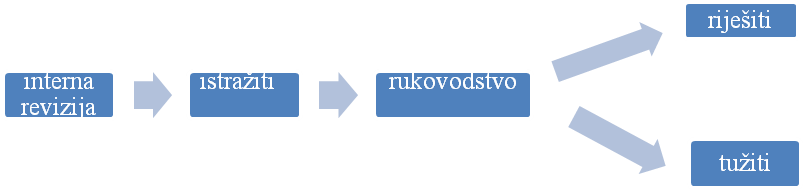 interna
revizija
istražiti
rukovodstvo
riješiti
tužiti